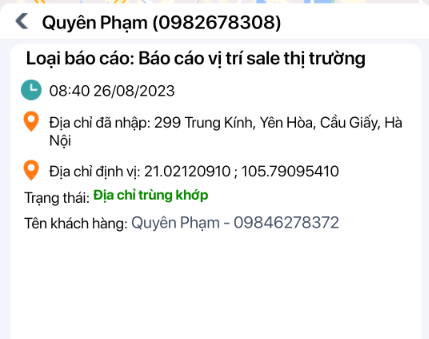 Quyên Phạm (0982678308)
Loại báo cáo: Báo cáo vị trí sale thị trường
08:40 26/08/2023
Địa chỉ đã nhập: 299 Trung Kính, Yên Hòa, Cầu Giấy, Hà
Nội
Địa chỉ định vị: 21.02120910 ; 105.79095410
Trạng thái: Địa chỉ trùng khớp
Tên khách hàng: Quyên Phạm - 09846278372